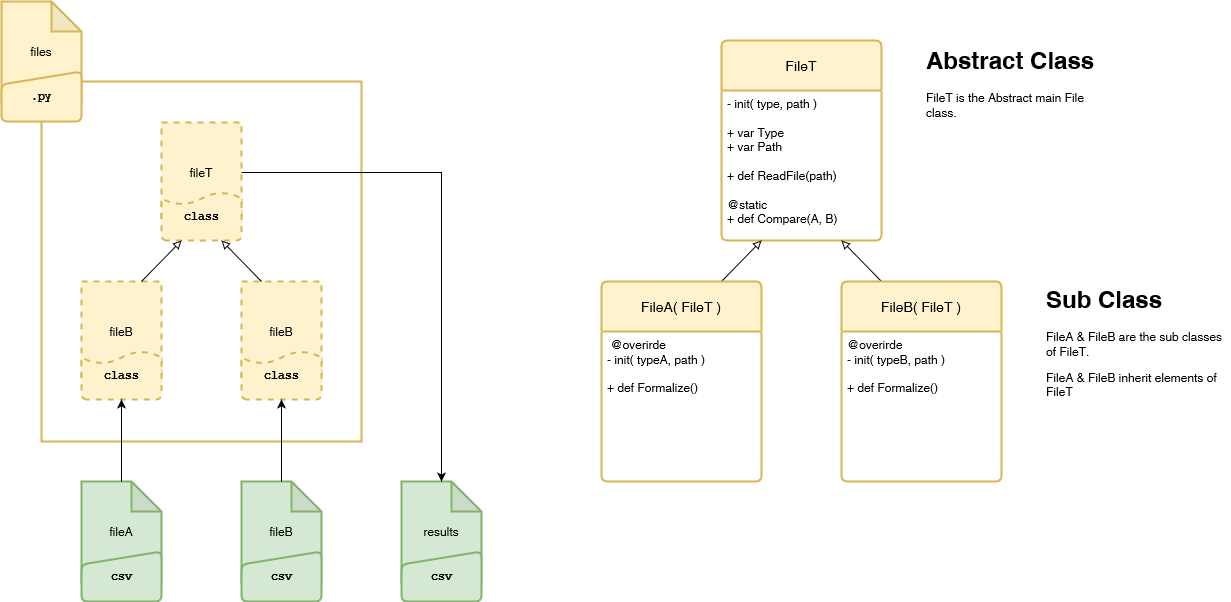 files
.py
fileT
class
fileB
class
fileB
class
fileA
csv
fileB
csv
results
csv
FileT
- init( type, path )
+ var Type
+ var Path
+ def ReadFile(path)
@static
+ def Compare(A, B)
Abstract Class
FileT is the Abstract main File
class.
FileA( FileT )
@overirde
- init( typeA, path )
+ def Formalize()
FileB( FileT )
@overirde
- init( typeB, path )
+ def Formalize()
Sub Class
FileA & FileB are the sub classes
of FileT.
FileA & FileB inherit elements of
FileT